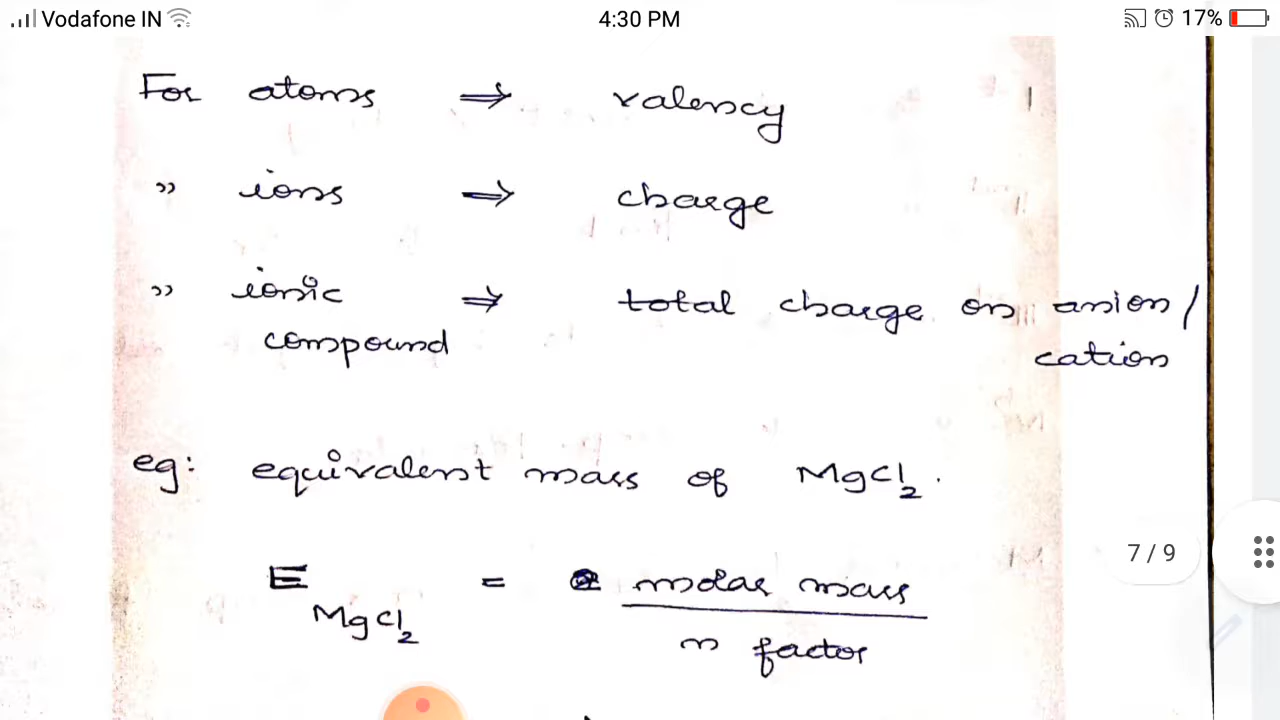 Vodafone IN 4:30 PM 17%
For atoms ⇒ valency
” ions ⇒ charge
” ionic ⇒ total charge on anion/
compound cation
eg: equivalent mass of MgCl₂.
E MgCl₂ = molar mass
n factor
7 / 9